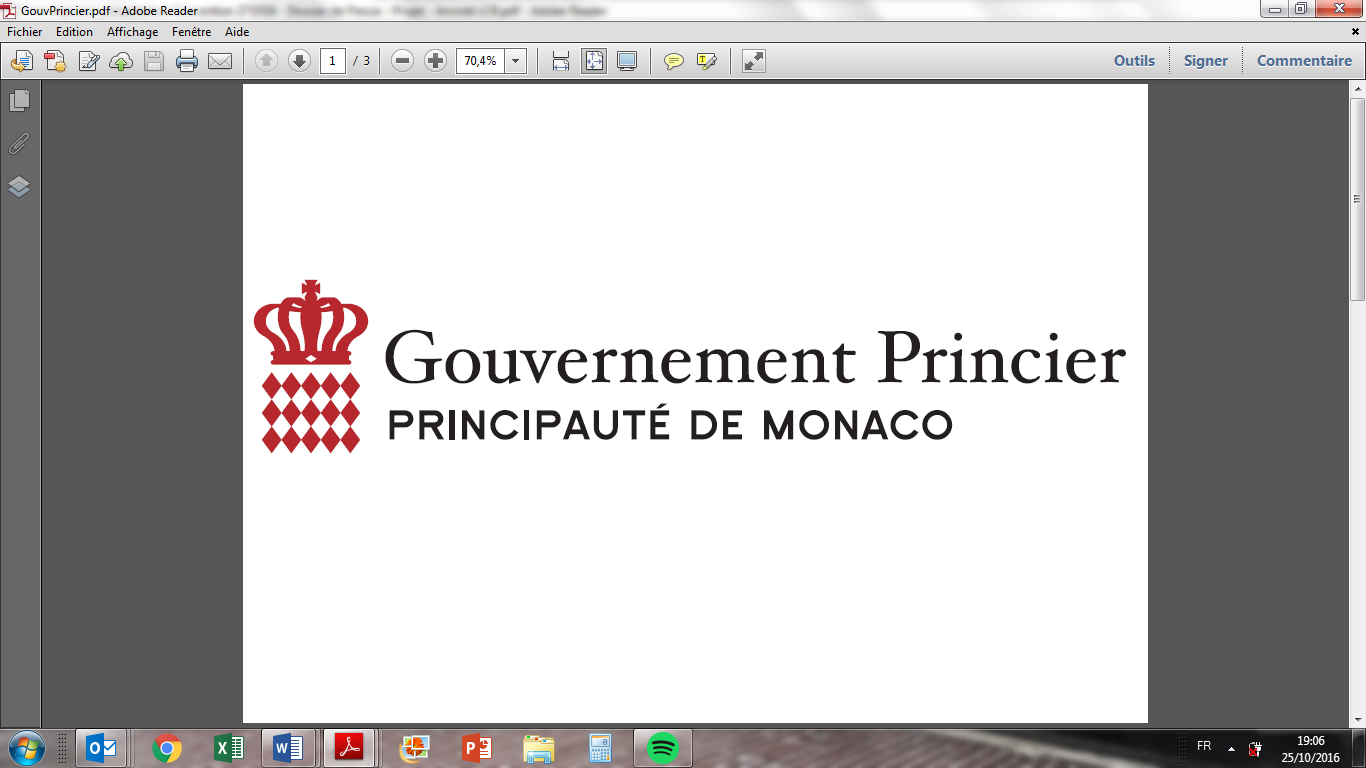 GouvPrincier.pdf - Adobe Reader
Fichier Edition Affichage Fenêtre Aide
1 / 3 70,4% Outils Signer Commentaire
Gouvernement Princier
PRINCIPAUTÉ DE MONACO
FR 19:06
25/10/2016